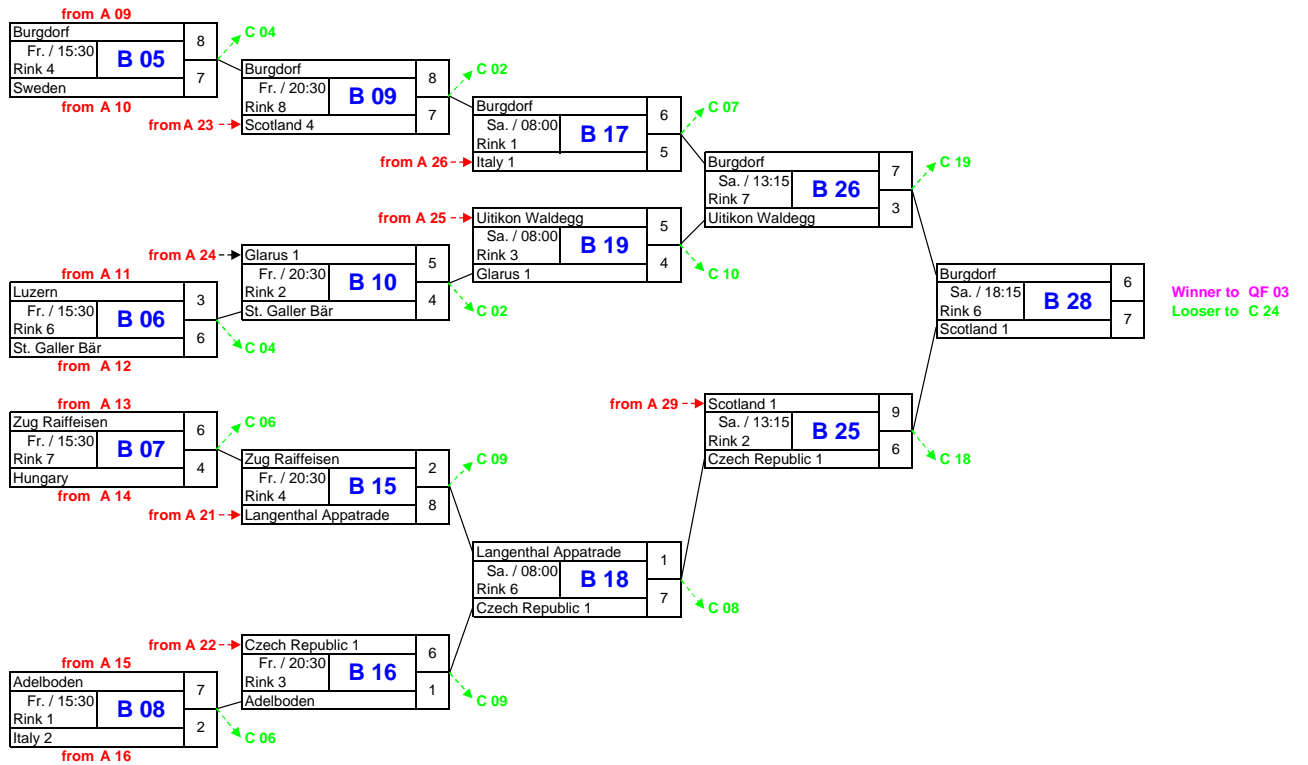 from A 09
Burgdorf
8
Fr. / 15:30
Rink 4
B 05
7
Sweden
from A 10
C 04
Burgdorf
8
Fr. / 20:30
Rink 8
B 09
7
from A 23
Scotland 4
C 02
Burgdorf
6
Sa. / 08:00
Rink 1
B 17
5
from A 26
Italy 1
C 07
Burgdorf
7
Sa. / 13:15
Rink 7
B 26
3
Uitikon Waldegg
C 19
from A 25
Uitikon Waldegg
5
Sa. / 08:00
Rink 3
B 19
4
Glarus 1
C 10
from A 24
Glarus 1
5
Fr. / 20:30
Rink 2
B 10
4
St. Galler Bär
C 02
from A 11
Luzern
3
Fr. / 15:30
Rink 6
B 06
6
St. Galler Bär
from A 12
C 04
Burgdorf
6
Sa. / 18:15
Rink 6
B 28
7
Scotland 1
Winner to QF 03
Looser to C 24
from A 13
Zug Raiffeisen
6
Fr. / 15:30
Rink 7
B 07
4
Hungary
from A 14
C 06
Zug Raiffeisen
2
Fr. / 20:30
Rink 4
B 15
8
from A 21
Langenthal Appatrade
C 09
from A 29
Scotland 1
9
Sa. / 13:15
Rink 2
B 25
6
Czech Republic 1
C 18
Langenthal Appatrade
1
Sa. / 08:00
Rink 6
B 18
7
Czech Republic 1
C 08
from A 22
Czech Republic 1
6
Fr. / 20:30
Rink 3
B 16
1
Adelboden
C 09
from A 15
Adelboden
7
Fr. / 15:30
Rink 1
B 08
2
Italy 2
from A 16
C 06